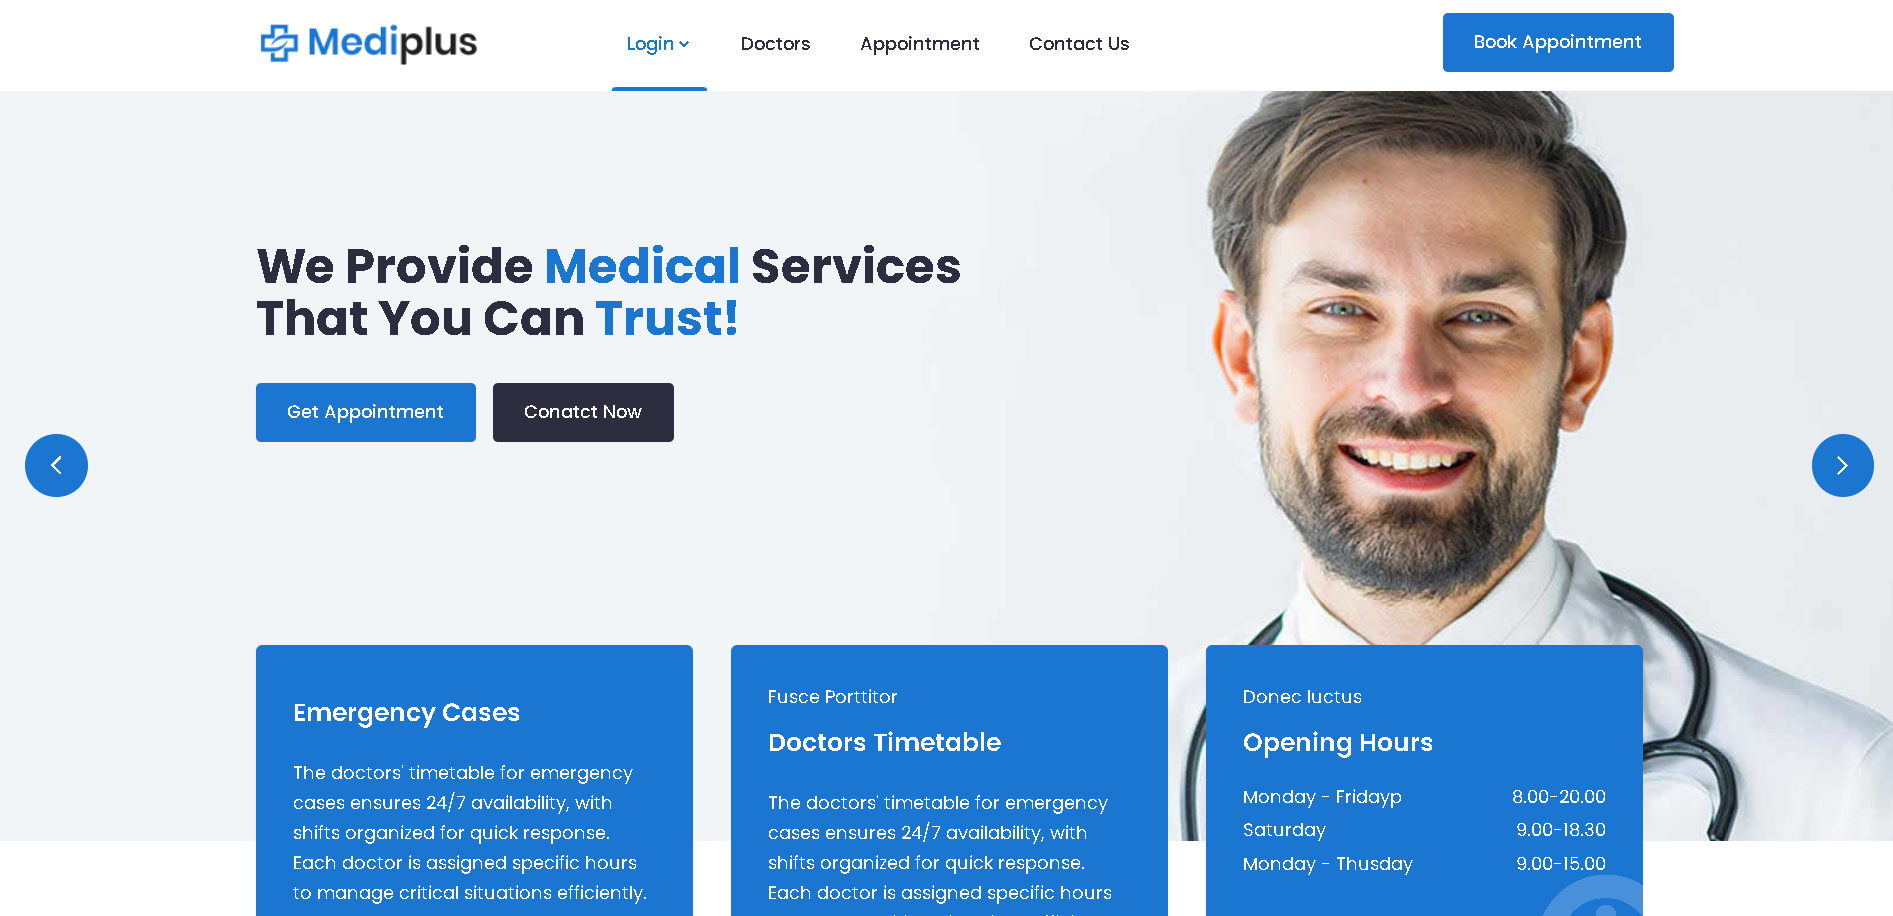 Mediplus
Login
Doctors
Appointment
Contact Us
Book Appointment
We Provide Medical Services
That You Can Trust!
Get Appointment
Conatct Now
Emergency Cases
The doctors' timetable for emergency
cases ensures 24/7 availability, with
shifts organized for quick response.
Each doctor is assigned specific hours
to manage critical situations efficiently.
Fusce Porttitor
Doctors Timetable
The doctors' timetable for emergency
cases ensures 24/7 availability, with
shifts organized for quick response.
Each doctor is assigned specific hours
Donec luctus
Opening Hours
Monday - Fridayp 8.00-20.00
Saturday 9.00-18.30
Monday - Thusday 9.00-15.00